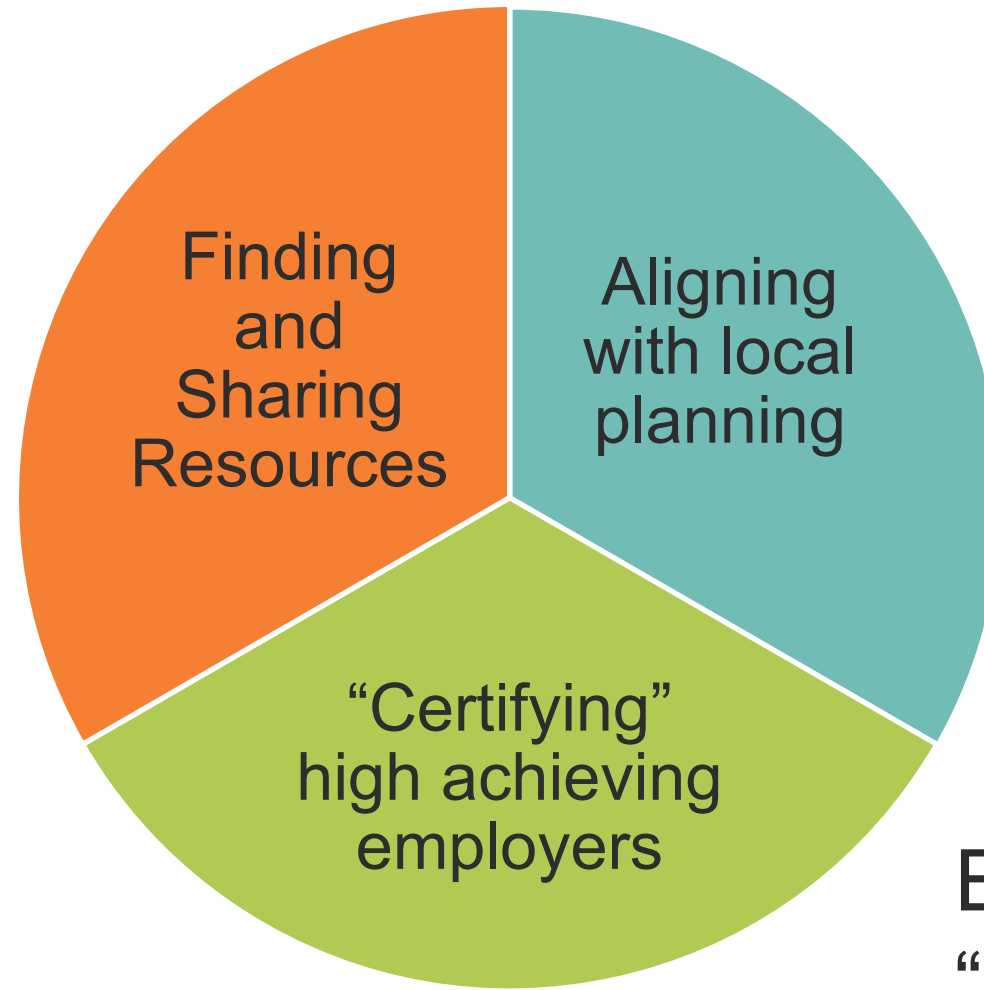 Finding
and
Sharing
Resources
Aligning
with local
planning
“Certifying”
high achieving
employers